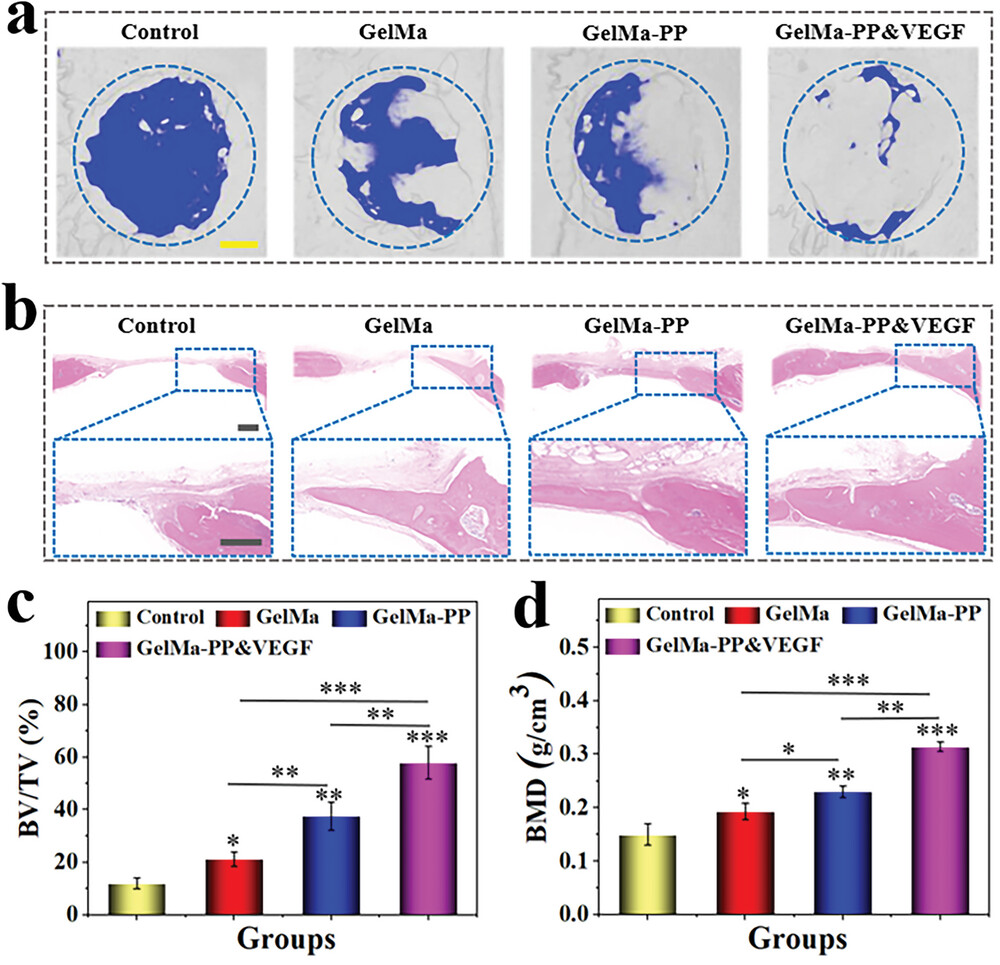 a
Control GelMa GelMa-PP GelMa-PP&VEGF
b
Control GelMa GelMa-PP GelMa-PP&VEGF
c
Control GelMa GelMa-PP
GelMa-PP&VEGF
100
80
60
40
20
0
BV/TV (%)
***
**
***
**
**
*
Groups
d
Control GelMa GelMa-PP
GelMa-PP&VEGF
0.5
0.4
0.3
0.2
0.1
0.0
BMD (g/cm³)
***
**
***
*
**
*
Groups